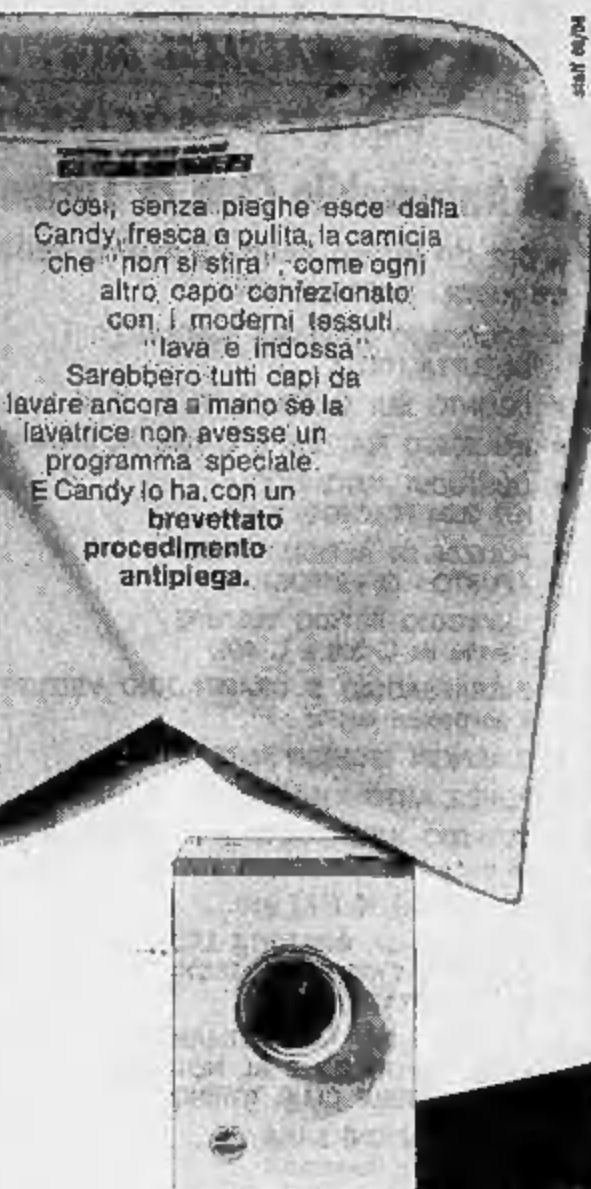 così, senza pieghe esce dalla
Candy, fresca e pulita, la camicia
che "non si stira", come ogni
altro capo confezionato
con i moderni tessuti
"lava e indossa".
Sarebbero tutti capi da
lavare ancora a mano se la
lavatrice non avesse un
programma speciale.
E Candy lo ha, con un
brevettato
procedimento
antipiega.